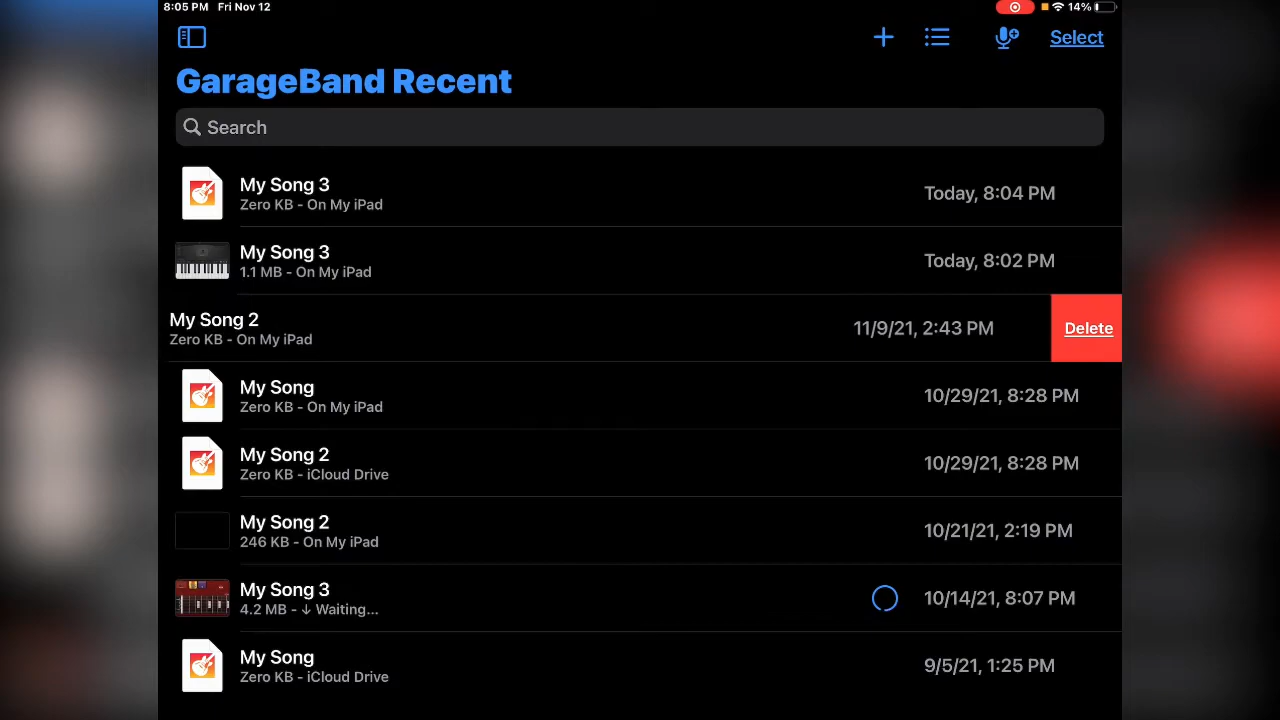 8:05 PM Fri Nov 12 14%
Select
GarageBand Recent
Search
My Song 3
Zero KB - On My iPad
Today, 8:04 PM
My Song 3
1.1 MB - On My iPad
Today, 8:02 PM
My Song 2
Zero KB - On My iPad
11/9/21, 2:43 PM
Delete
My Song
Zero KB - On My iPad
10/29/21, 8:28 PM
My Song 2
Zero KB - iCloud Drive
10/29/21, 8:28 PM
My Song 2
246 KB - On My iPad
10/21/21, 2:19 PM
My Song 3
4.2 MB - ↓ Waiting...
10/14/21, 8:07 PM
My Song
Zero KB - iCloud Drive
9/5/21, 1:25 PM